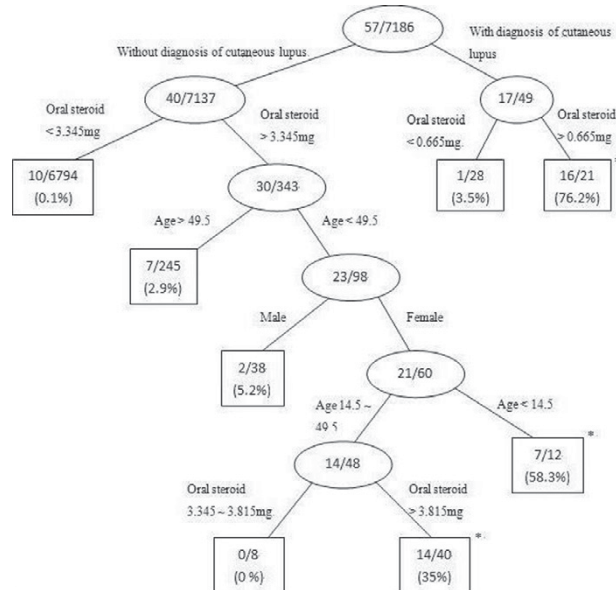 57/7186
Without diagnosis of cutaneous lupus
With diagnosis of cutaneous
lupus
40/7137
17/49
Oral steroid
< 3.345mg
Oral steroid
> 3.345mg
Oral steroid
< 0.665mg
Oral steroid
> 0.665mg
10/6794
(0.1%)
30/343
1/28
(3.5%)
16/21
(76.2%)
Age > 49.5
Age < 49.5
7/245
(2.9%)
23/98
Male
Female
2/38
(5.2%)
21/60
Age 14.5 ~
49.5
Age < 14.5
14/48
7/12
(58.3%)
*
Oral steroid
3.345 ~ 3.815mg
Oral steroid
> 3.815mg
0/8
(0 %)
14/40
(35%)
*